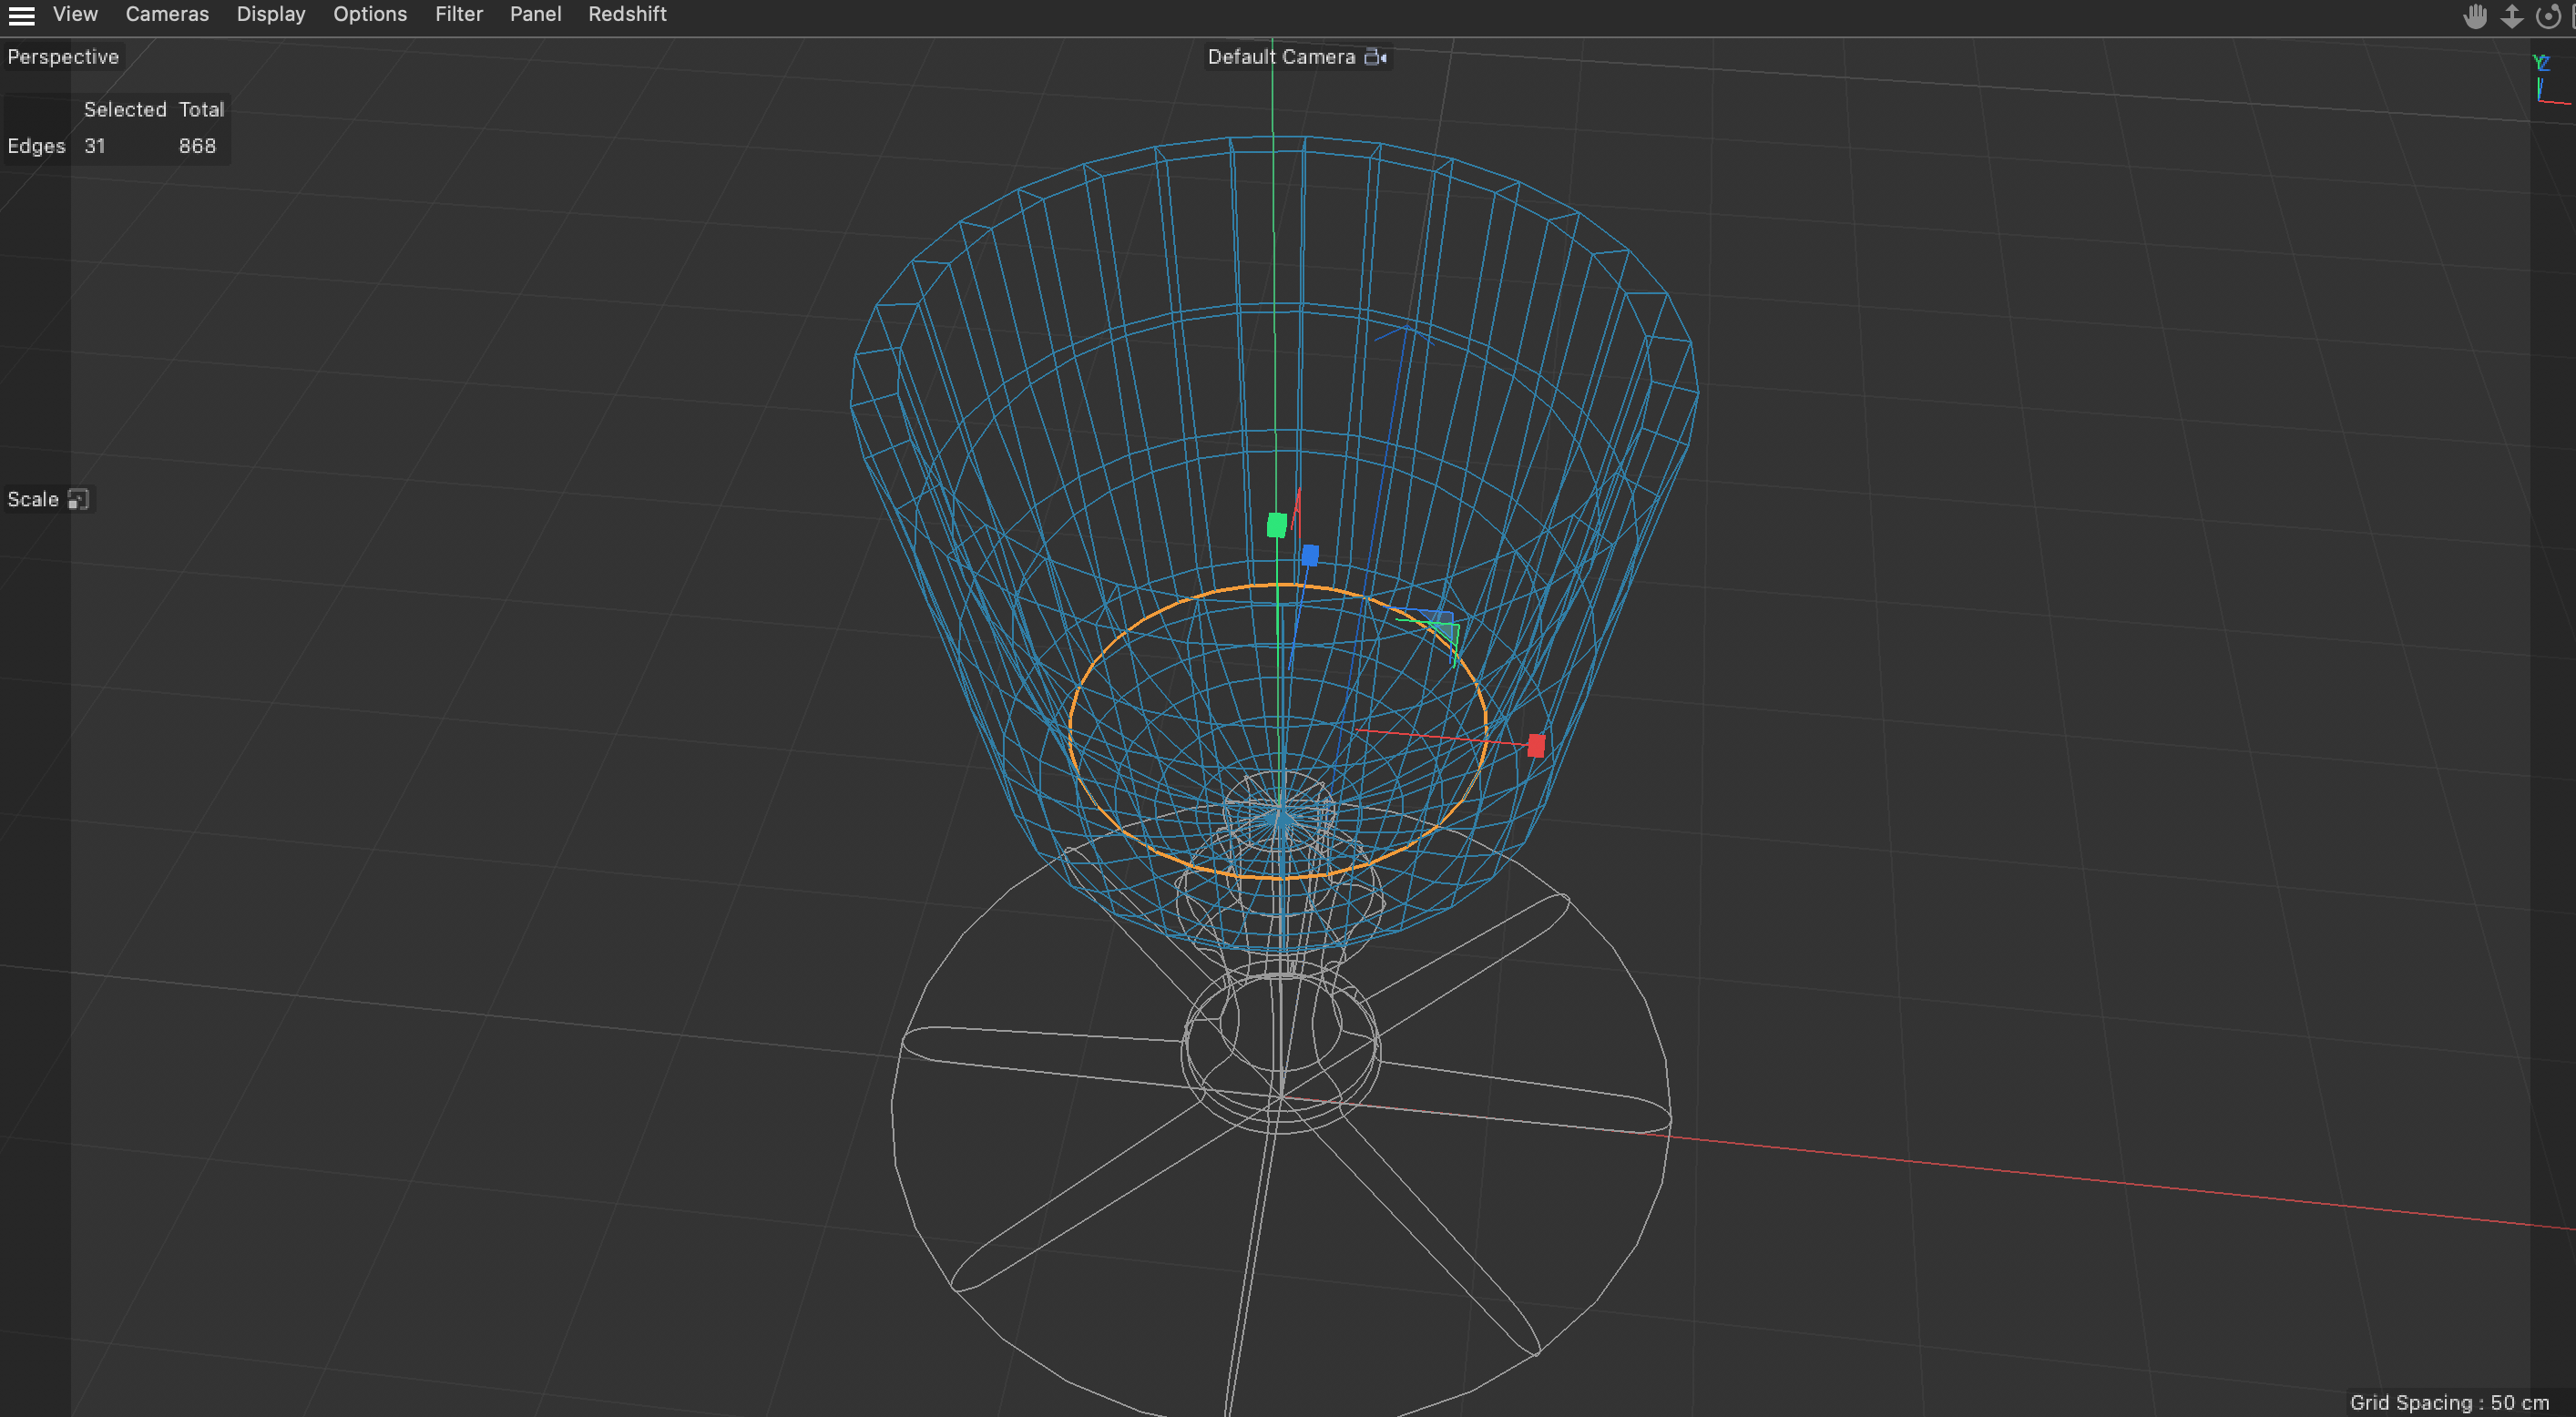 View Cameras Display Options Filter Panel Redshift
Perspective
Default Camera
Y Z
Selected Total
Edges 31 868
Scale
Grid Spacing : 50 cm